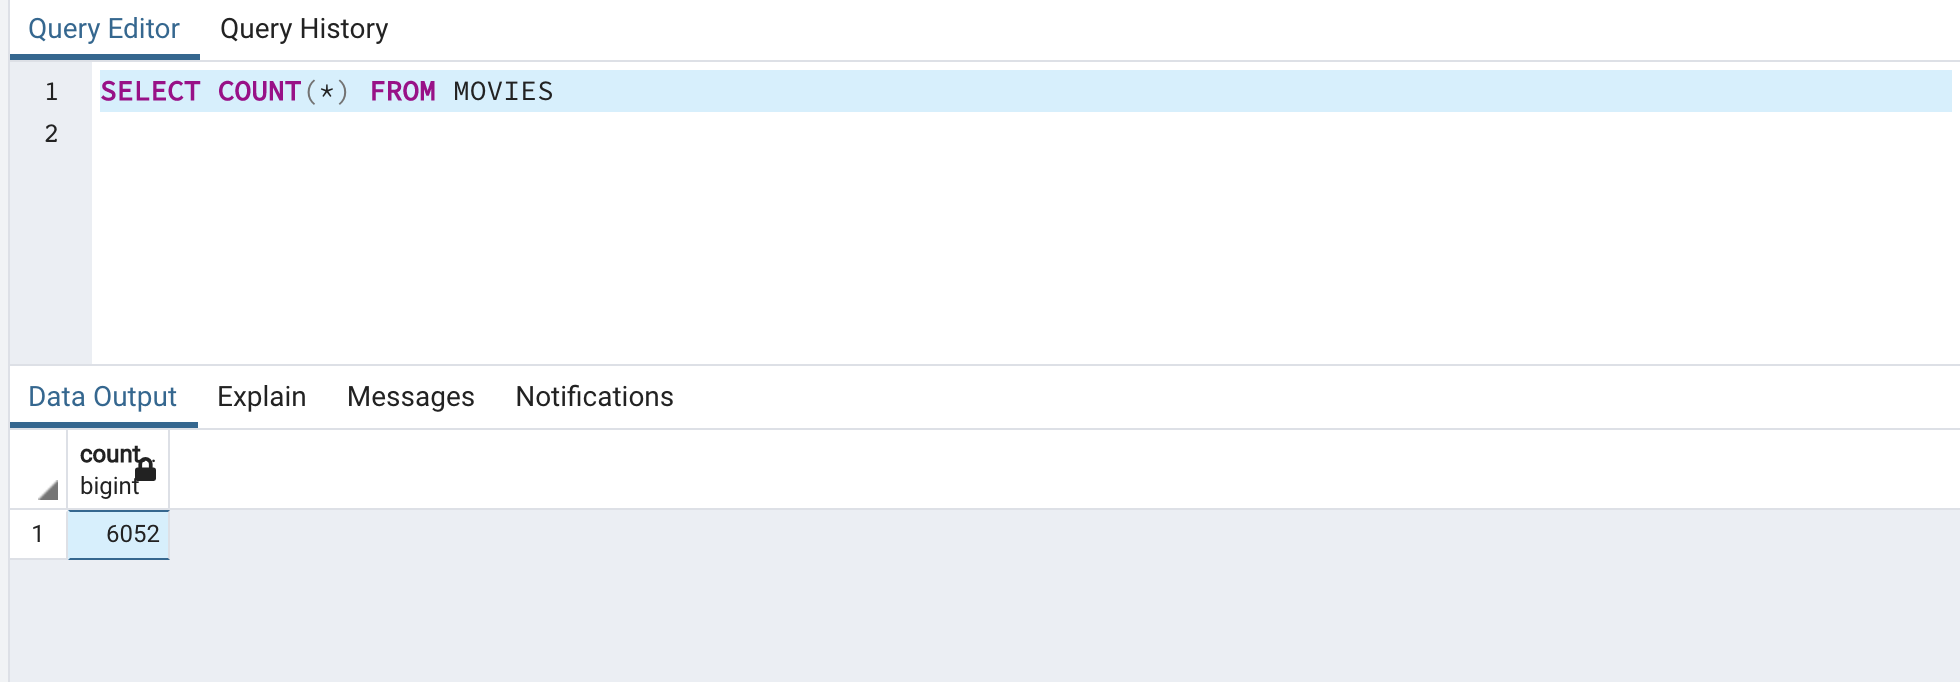 Query Editor Query History
1 SELECT COUNT(*) FROM MOVIES
2
Data Output Explain Messages Notifications
count
bigint
1 6052